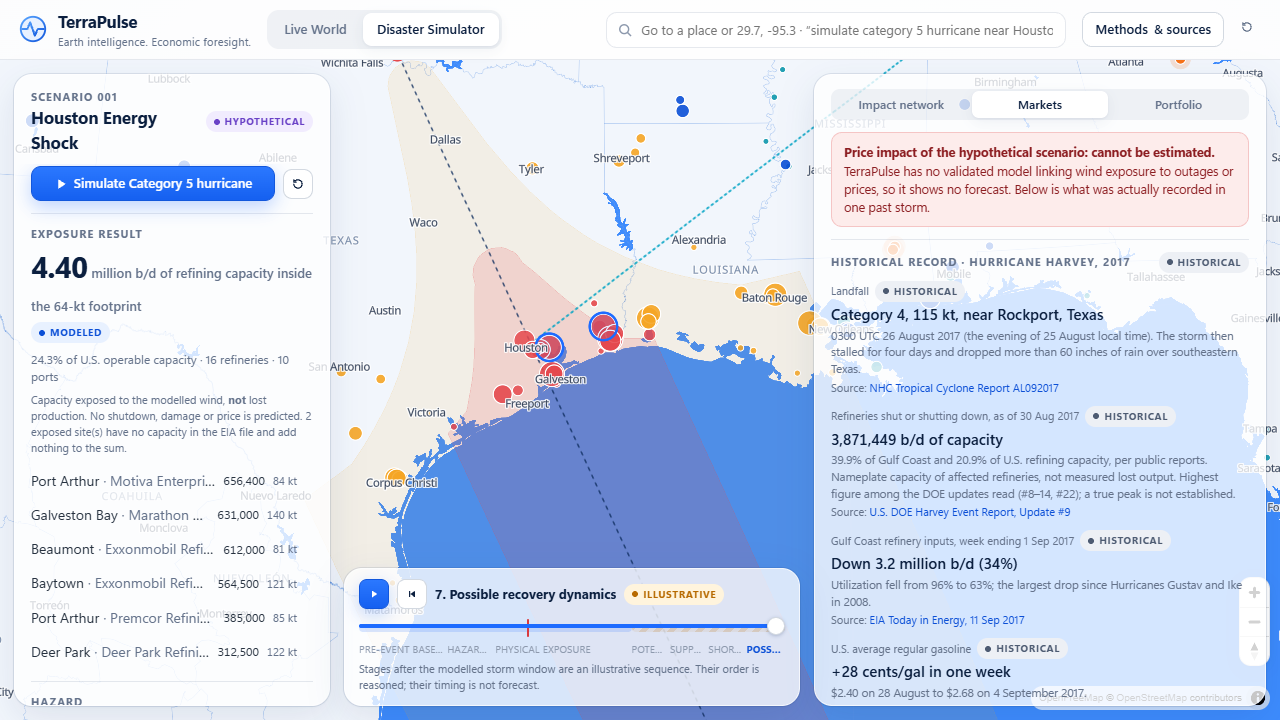 TerraPulse
Earth intelligence. Economic foresight.
Live World
Disaster Simulator
Go to a place or 29.7, -95.3 · "simulate category 5 hurricane near Housto
Methods & sources
SCENARIO 001
Houston Energy
Shock
HYPOTHETICAL
Simulate Category 5 hurricane
EXPOSURE RESULT
4.40 million b/d of refining capacity inside
the 64-kt footprint
MODELED
24.3% of U.S. operable capacity · 16 refineries · 10
ports
Capacity exposed to the modelled wind, not lost
production. No shutdown, damage or price is predicted. 2
exposed site(s) have no capacity in the EIA file and add
nothing to the sum.
Port Arthur · Motiva Enterpri... 656,400 84 kt
Galveston Bay · Marathon ... 631,000 140 kt
Beaumont · Exxonmobil Refi... 612,000 81 kt
Baytown · Exxonmobil Refi... 564,500 121 kt
Port Arthur · Premcor Refini... 385,000 85 kt
Deer Park · Deer Park Refini... 312,500 122 kt
HAZARD
Lubbock
Abilene
TEXAS
COAHUILA
Nuevo Laredo
Monclova
Torreón
Wichita Falls
Dallas
Tyler
Shreveport
Waco
Alexandria
LOUISIANA
Austin
Baton Rouge
Houston
San Antonio
Galveston
Freeport
Victoria
Corpus Christi
Matamoros
7. Possible recovery dynamics
ILLUSTRATIVE
PRE-EVENT BASE... HAZAR... PHYSICAL EXPOSURE POTE... SUPP... SHOR... POSS...
Stages after the modelled storm window are an illustrative sequence. Their order is
reasoned; their timing is not forecast.
Atlanta
Augusta
Birmingham
MISSISSIPPI
Mobile
Tallahassee
Impact network
Markets
Portfolio
Price impact of the hypothetical scenario: cannot be estimated.
TerraPulse has no validated model linking wind exposure to outages or
prices, so it shows no forecast. Below is what was actually recorded in
one past storm.
HISTORICAL RECORD · HURRICANE HARVEY, 2017
HISTORICAL
Landfall
HISTORICAL
Category 4, 115 kt, near Rockport, Texas
0300 UTC 26 August 2017 (the evening of 25 August local time). The storm then
stalled for four days and dropped more than 60 inches of rain over southeastern
Texas.
Source: NHC Tropical Cyclone Report AL092017
Refineries shut or shutting down, as of 30 Aug 2017
HISTORICAL
3,871,449 b/d of capacity
39.9% of Gulf Coast and 20.9% of U.S. refining capacity, per public reports.
Nameplate capacity of affected refineries, not measured lost output. Highest
figure among the DOE updates read (#8–14, #22); a true peak is not established.
Source: U.S. DOE Harvey Event Report, Update #9
Gulf Coast refinery inputs, week ending 1 Sep 2017
HISTORICAL
Down 3.2 million b/d (34%)
Utilization fell from 96% to 63%; the largest drop since Hurricanes Gustav and Ike
in 2008.
Source: EIA Today in Energy, 11 Sep 2017
U.S. average regular gasoline
HISTORICAL
+28 cents/gal in one week
$2.40 on 28 August to $2.68 on 4 September 2017.
OpenFreeMap © OpenStreetMap contributors